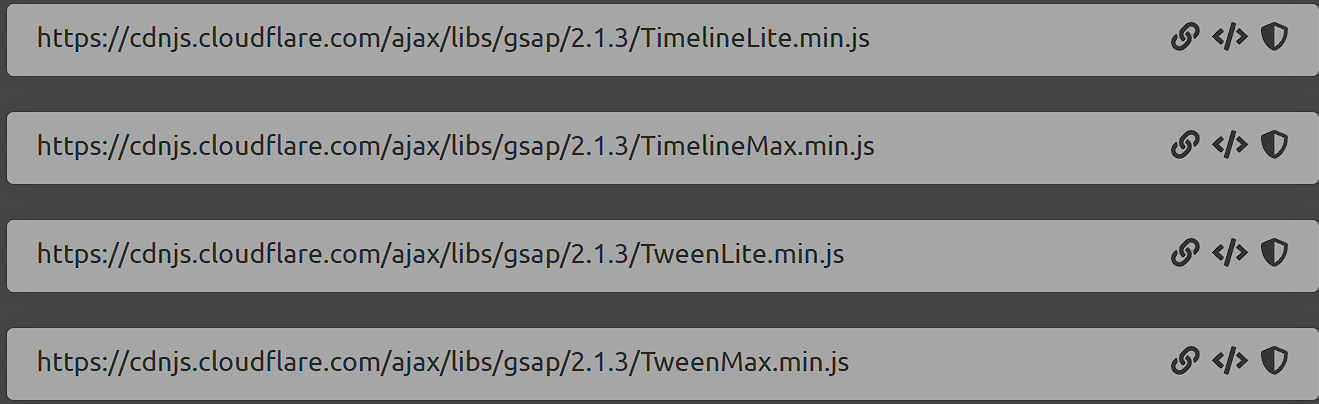 https://cdnjs.cloudflare.com/ajax/libs/gsap/2.1.3/TimelineLite.min.js
https://cdnjs.cloudflare.com/ajax/libs/gsap/2.1.3/TimelineMax.min.js
https://cdnjs.cloudflare.com/ajax/libs/gsap/2.1.3/TweenLite.min.js
https://cdnjs.cloudflare.com/ajax/libs/gsap/2.1.3/TweenMax.min.js